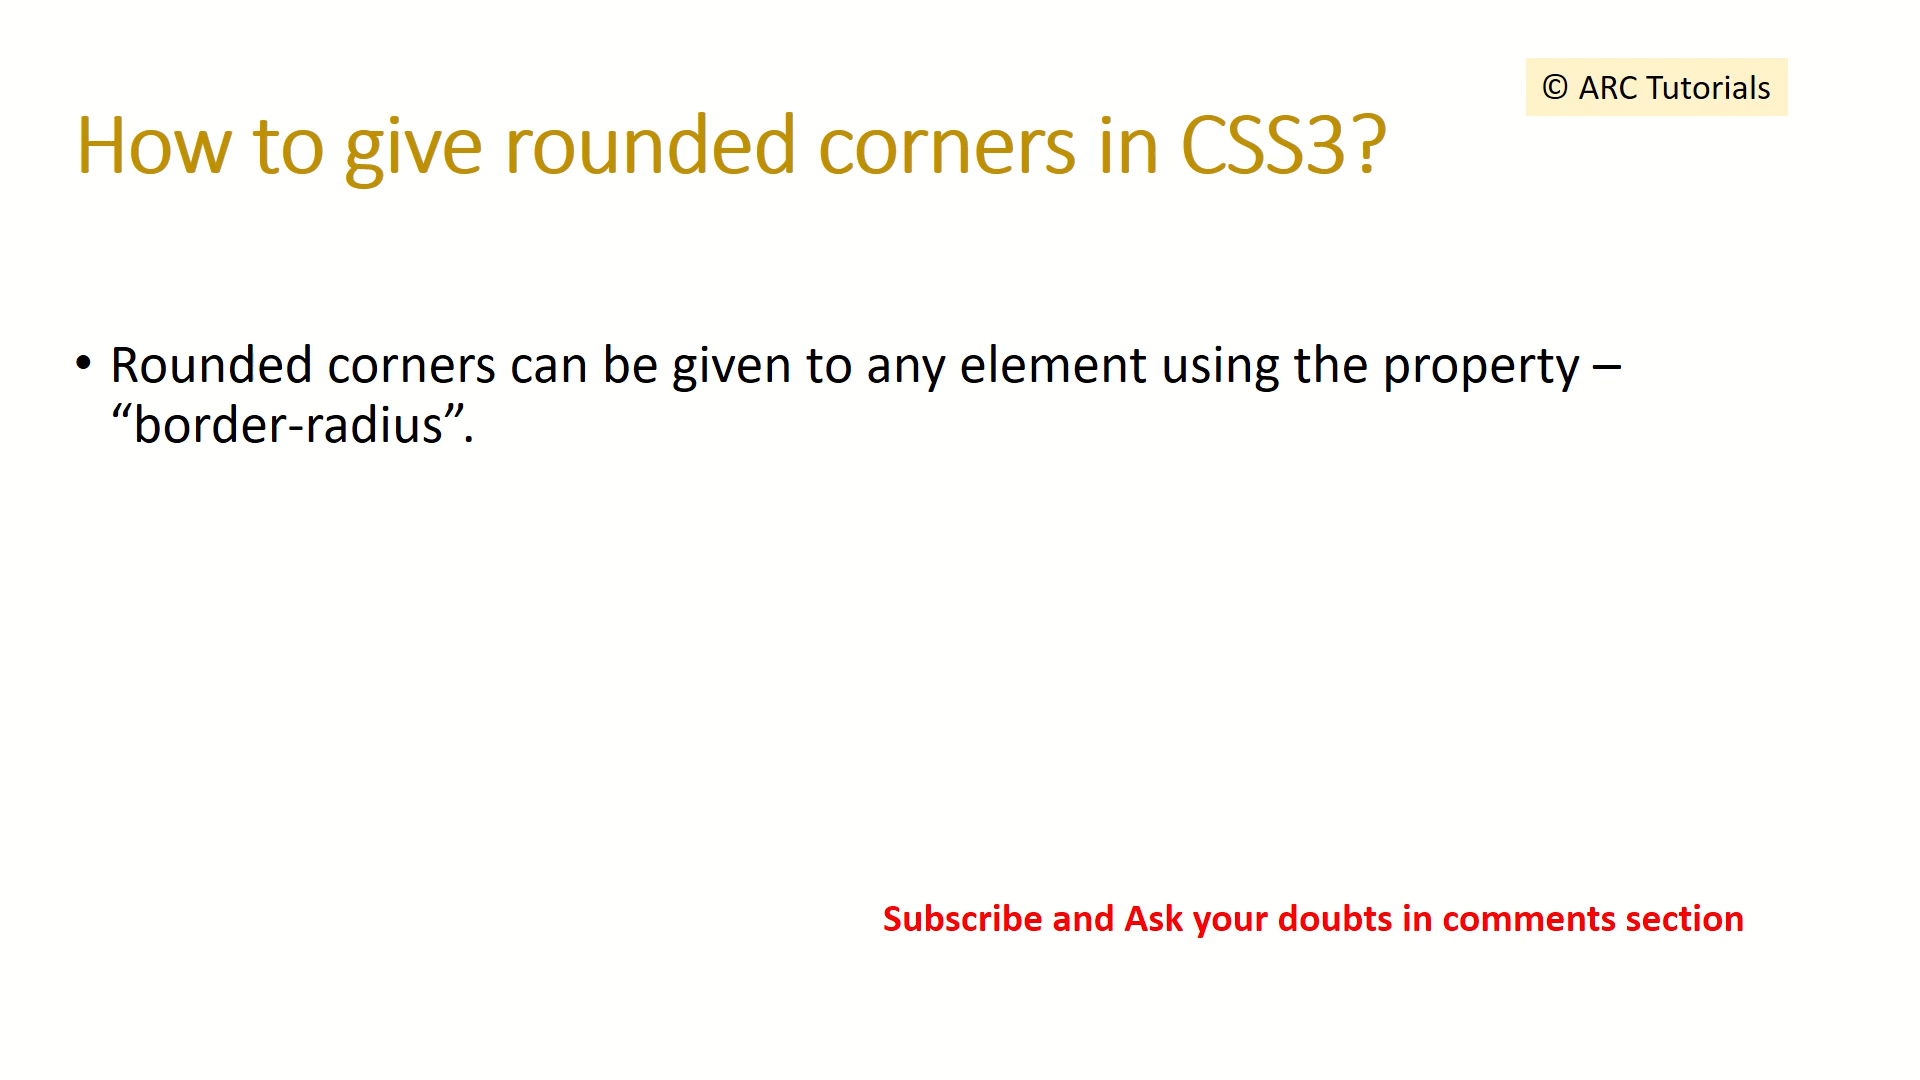 © ARC Tutorials
How to give rounded corners in CSS3?
• Rounded corners can be given to any element using the property –
“border-radius”.
Subscribe and Ask your doubts in comments section